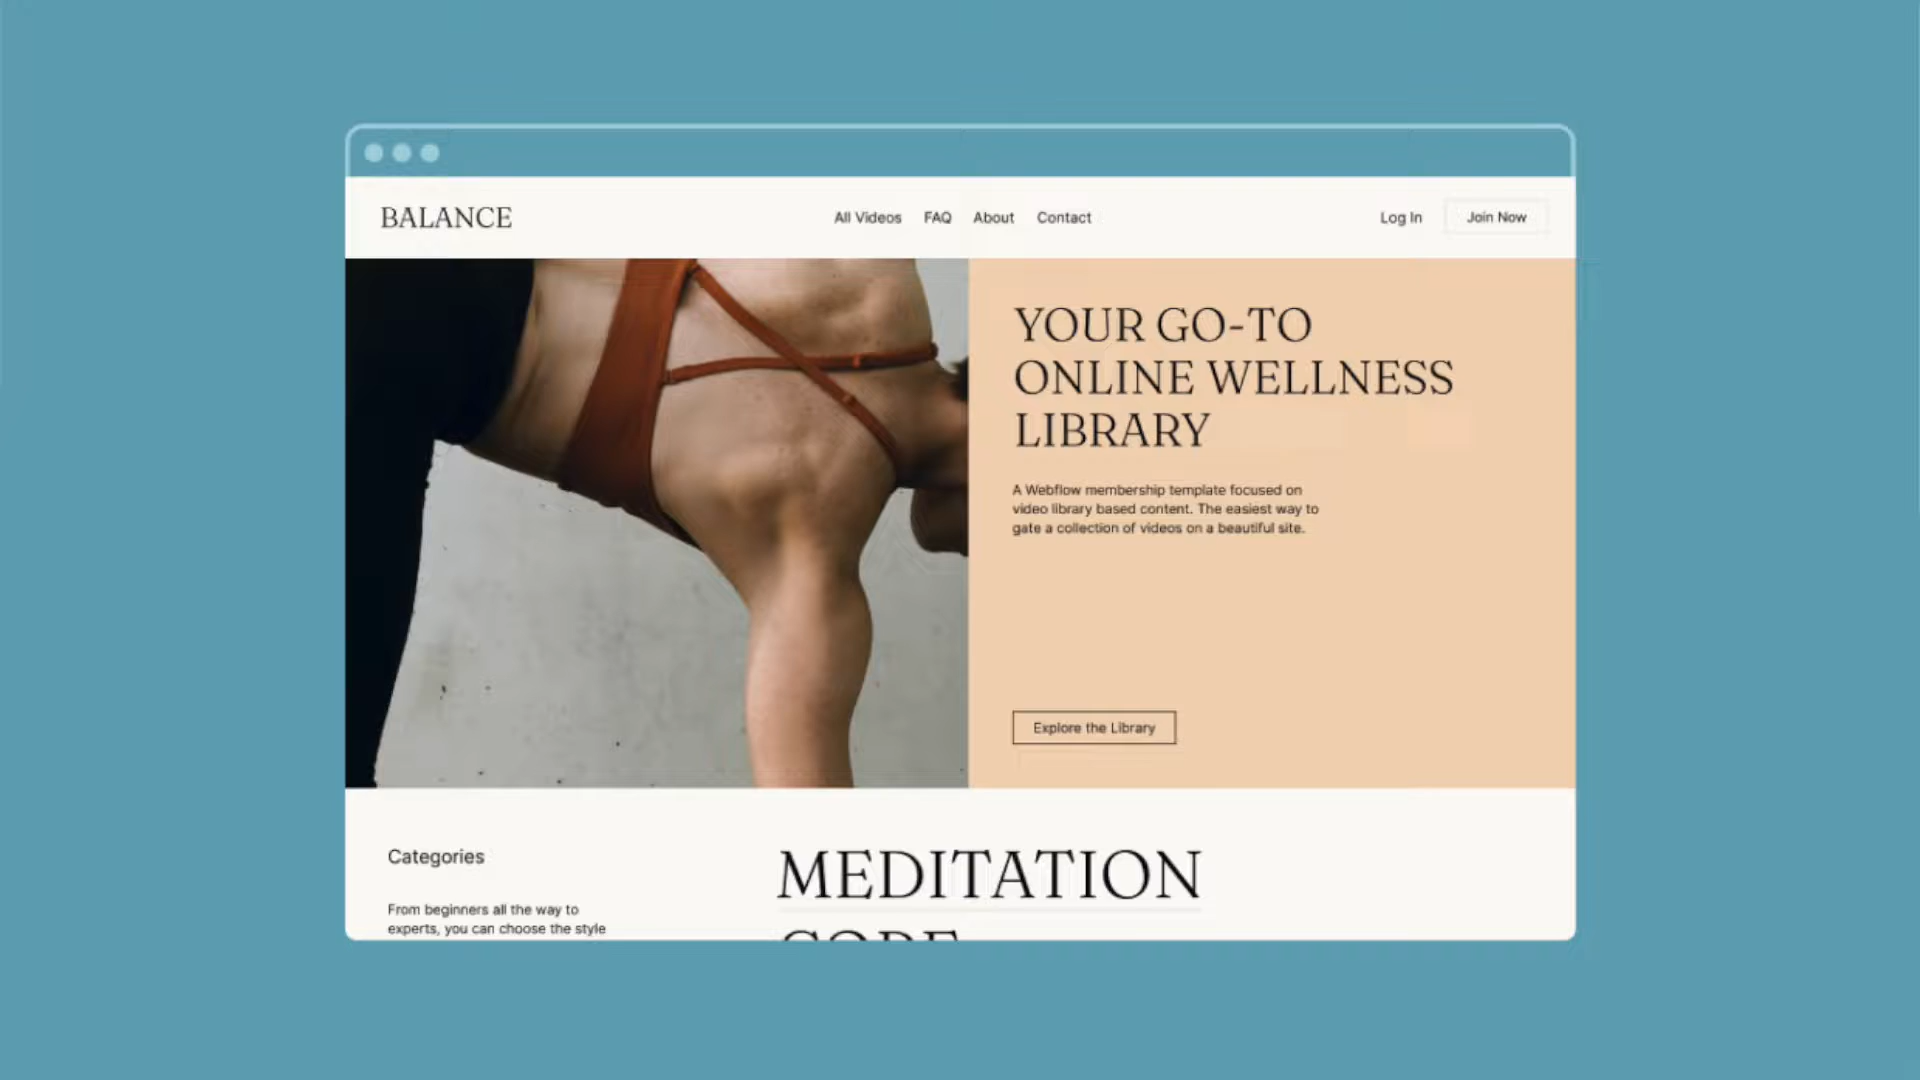 BALANCE
All Videos
FAQ
About
Contact
Log In
Join Now
YOUR GO-TO
ONLINE WELLNESS
LIBRARY
A Webflow membership template focused on
video library based content. The easiest way to
gate a collection of videos on a beautiful site.
Explore the Library
Categories
From beginners all the way to
experts, you can choose the style
MEDITATION